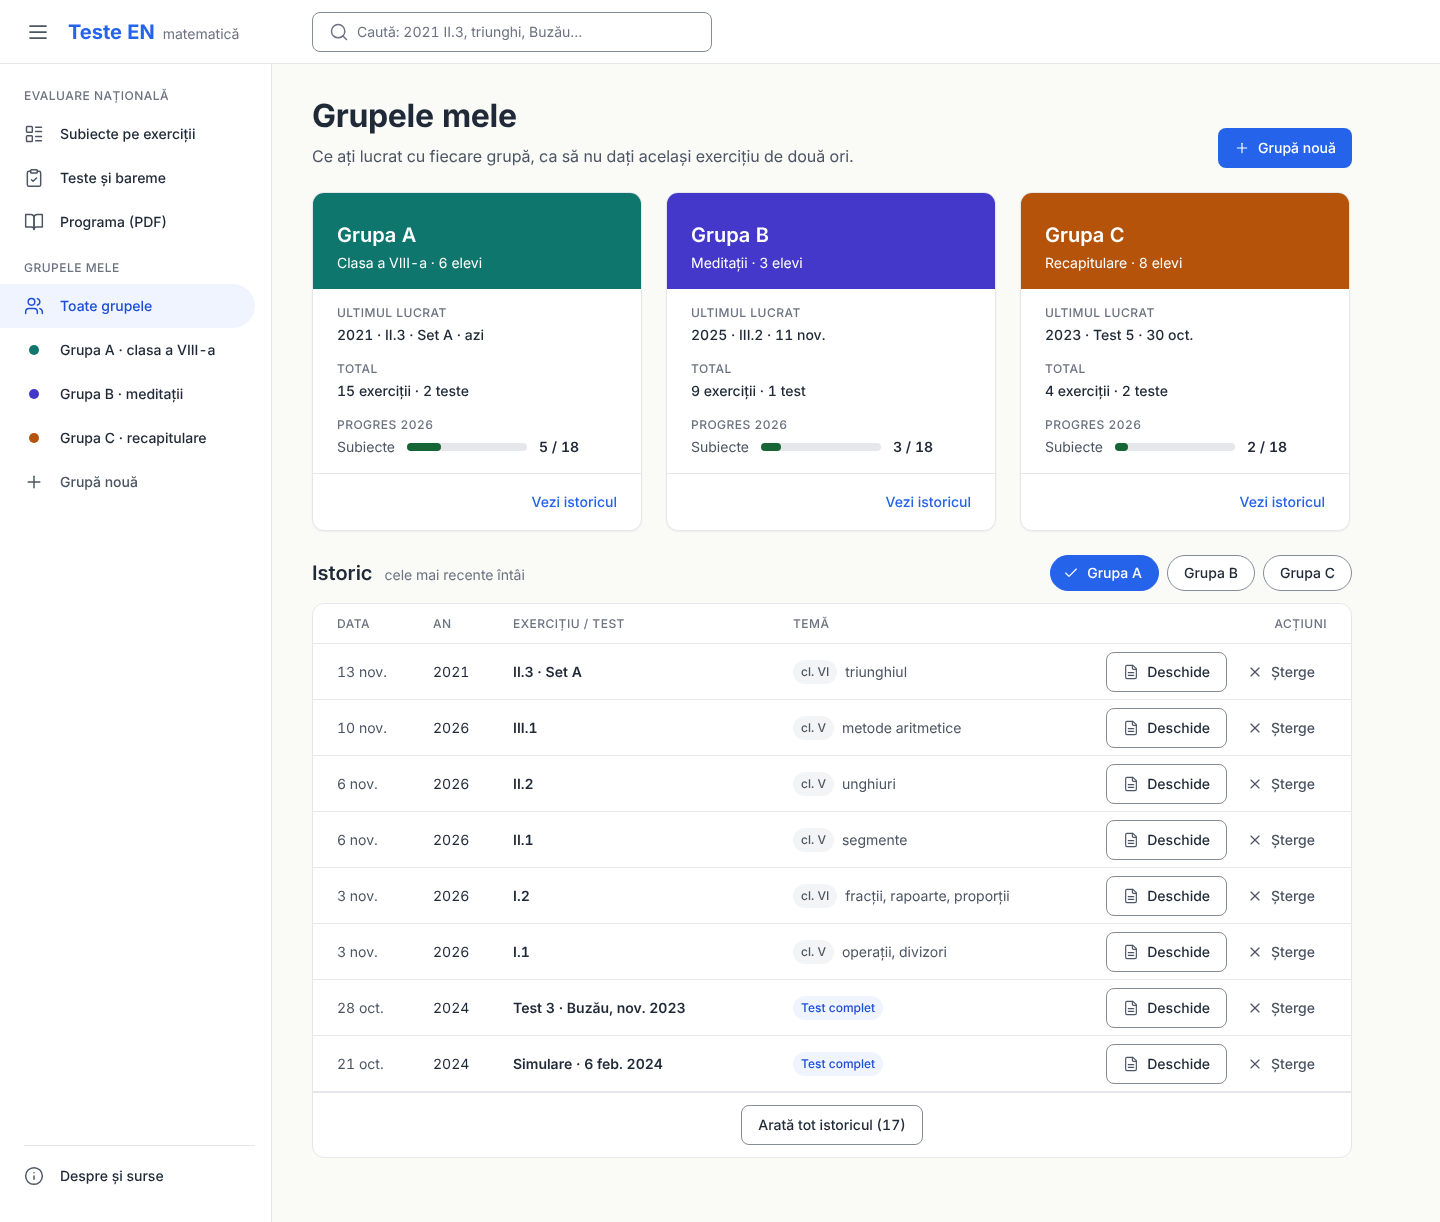 Teste EN matematică
Caută: 2021 II.3, triunghi, Buzău...
EVALUARE NAȚIONALĂ
Subiecte pe exerciții
Teste și bareme
Programa (PDF)
GRUPELE MELE
Toate grupele
Grupa A · clasa a VIII-a
Grupa B · meditații
Grupa C · recapitulare
Grupă nouă
Despre și surse
Grupele mele
Ce ați lucrat cu fiecare grupă, ca să nu dați același exercițiu de două ori.
Grupă nouă
Grupa A
Clasa a VIII-a · 6 elevi
ULTIMUL LUCRAT
2021 · II.3 · Set A · azi
TOTAL
15 exerciții · 2 teste
PROGRES 2026
Subiecte 5 / 18
Vezi istoricul
Grupa B
Meditații · 3 elevi
ULTIMUL LUCRAT
2025 · III.2 · 11 nov.
TOTAL
9 exerciții · 1 test
PROGRES 2026
Subiecte 3 / 18
Vezi istoricul
Grupa C
Recapitulare · 8 elevi
ULTIMUL LUCRAT
2023 · Test 5 · 30 oct.
TOTAL
4 exerciții · 2 teste
PROGRES 2026
Subiecte 2 / 18
Vezi istoricul
Istoric cele mai recente întâi
Grupa A Grupa B Grupa C
DATA AN EXERCIȚIU / TEST TEMĂ ACȚIUNI
13 nov. 2021 II.3 · Set A cl. VI triunghiul Deschide Șterge
10 nov. 2026 III.1 cl. V metode aritmetice Deschide Șterge
6 nov. 2026 II.2 cl. V unghiuri Deschide Șterge
6 nov. 2026 II.1 cl. V segmente Deschide Șterge
3 nov. 2026 I.2 cl. VI fracții, rapoarte, proporții Deschide Șterge
3 nov. 2026 I.1 cl. V operații, divizori Deschide Șterge
28 oct. 2024 Test 3 · Buzău, nov. 2023 Test complet Deschide Șterge
21 oct. 2024 Simulare · 6 feb. 2024 Test complet Deschide Șterge
Arată tot istoricul (17)